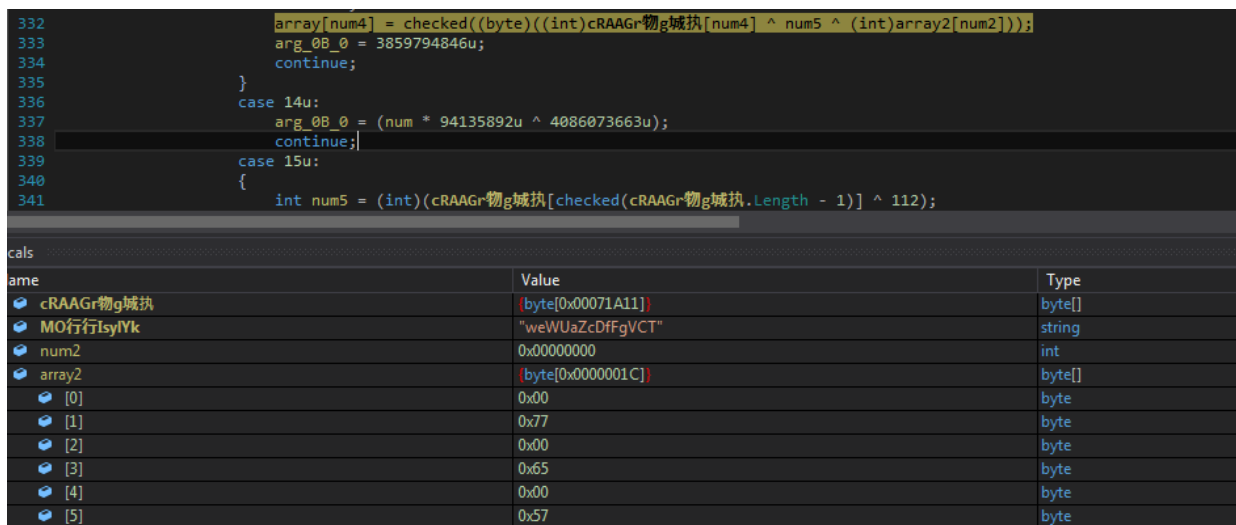 332 array[num4] = checked((byte)((int)cRAAGr物g城执[num4] ^ num5 ^ (int)array2[num2]));
333 arg_0B_0 = 3859794846u;
334 continue;
335 }
336 case 14u:
337 arg_0B_0 = (num * 94135892u ^ 4086073663u);
338 continue;
339 case 15u:
340 {
341 int num5 = (int)(cRAAGr物g城执[checked(cRAAGr物g城执.Length - 1)] ^ 112);
cals
ame Value Type
cRAAGr物g城执 {byte[0x00071A11]} byte[]
MO行行IsylYk "weWUaZcDfFgVCT" string
num2 0x00000000 int
array2 {byte[0x0000001C]} byte[]
[0] 0x00 byte
[1] 0x77 byte
[2] 0x00 byte
[3] 0x65 byte
[4] 0x00 byte
[5] 0x57 byte